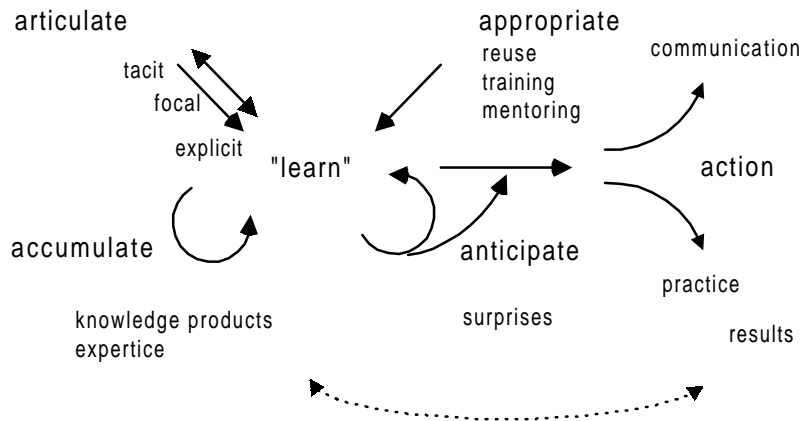 articulate
tacit
focal
explicit
"learn"
appropriate
reuse
training
mentoring
communication
action
accumulate
anticipate
practice
knowledge products
expertice
surprises
results